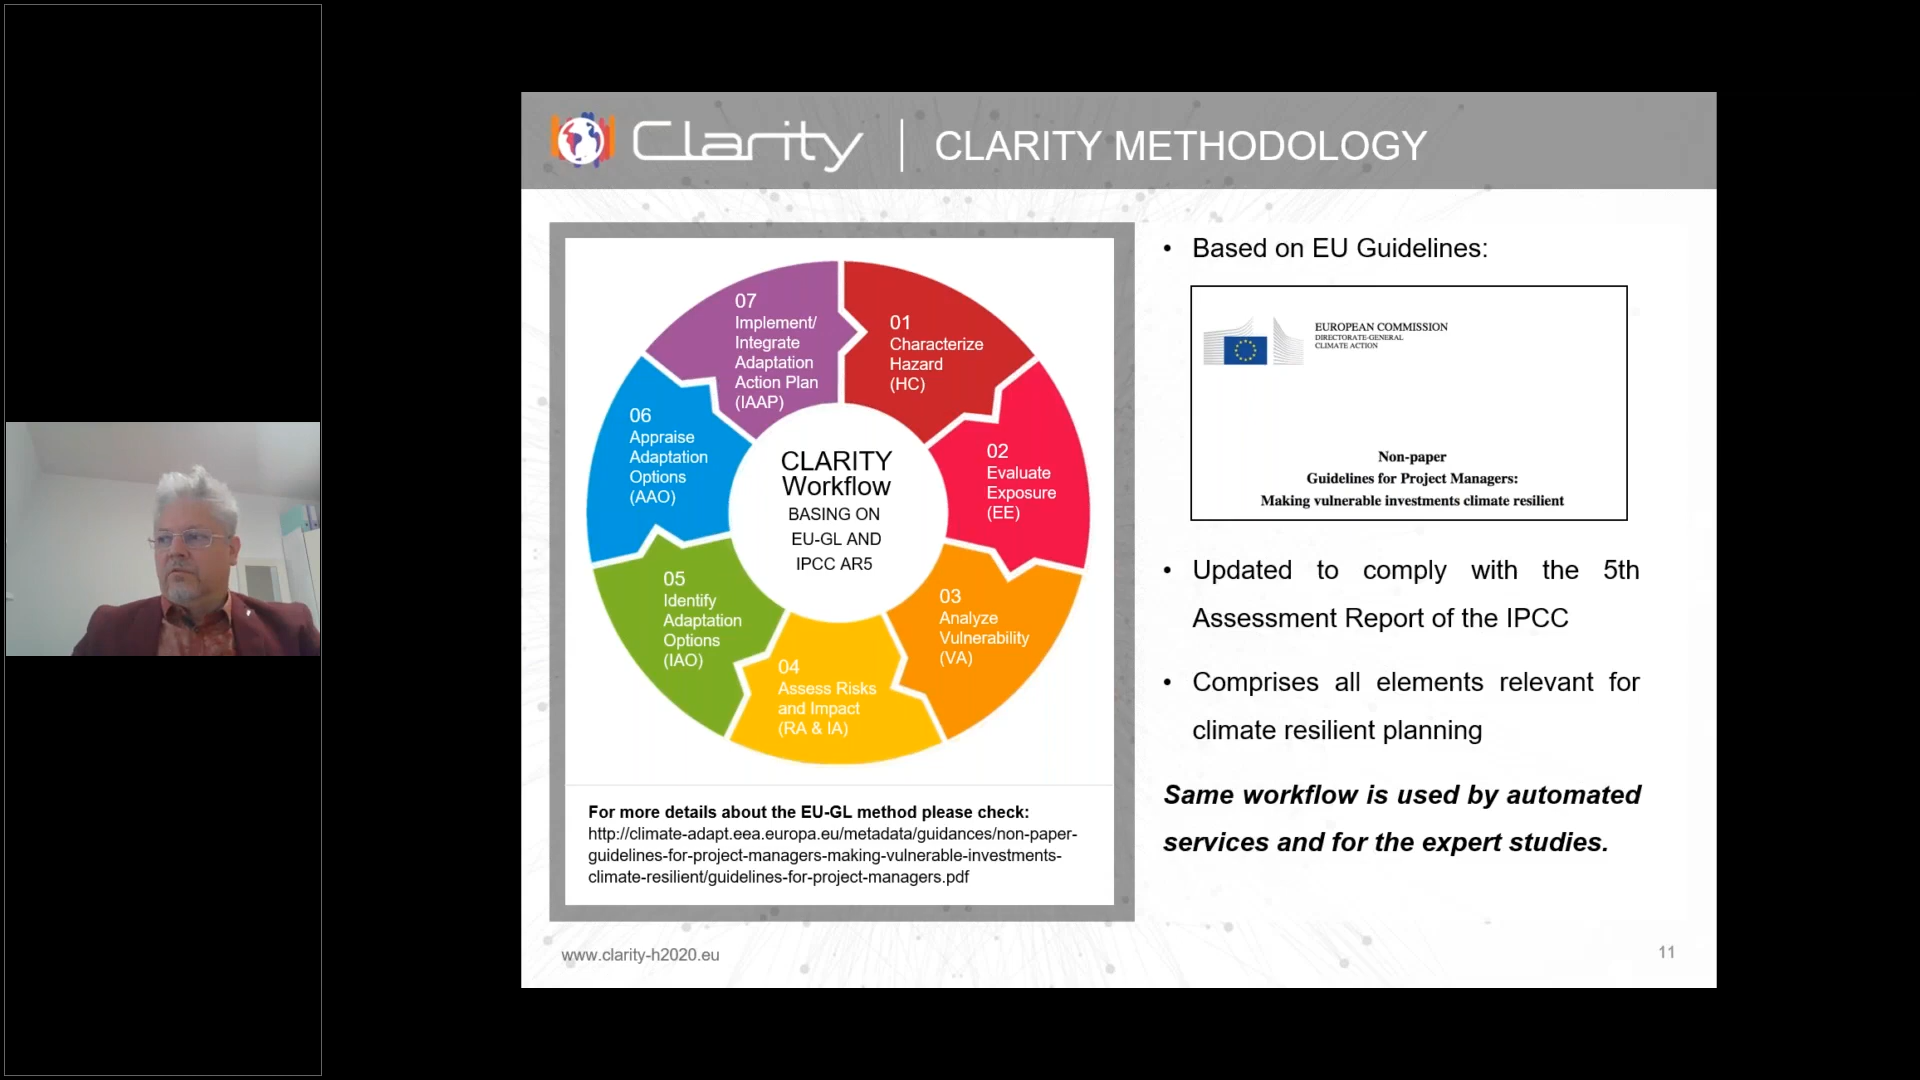 Clarity | CLARITY METHODOLOGY
07
Implement/
Integrate
Adaptation
Action Plan
(IAAP)
01
Characterize
Hazard
(HC)
06
Appraise
Adaptation
Options
(AAO)
02
Evaluate
Exposure
(EE)
CLARITY
Workflow
BASING ON
EU-GL AND
IPCC AR5
05
Identify
Adaptation
Options
(IAO)
03
Analyze
Vulnerability
(VA)
04
Assess Risks
and Impact
(RA & IA)
For more details about the EU-GL method please check:
http://climate-adapt.eea.europa.eu/metadata/guidances/non-paper-
guidelines-for-project-managers-making-vulnerable-investments-
climate-resilient/guidelines-for-project-managers.pdf
• Based on EU Guidelines:
EUROPEAN COMMISSION
DIRECTORATE-GENERAL
CLIMATE ACTION
Non-paper
Guidelines for Project Managers:
Making vulnerable investments climate resilient
• Updated to comply with the 5th
Assessment Report of the IPCC
• Comprises all elements relevant for
climate resilient planning
Same workflow is used by automated
services and for the expert studies.
www.clarity-h2020.eu
11